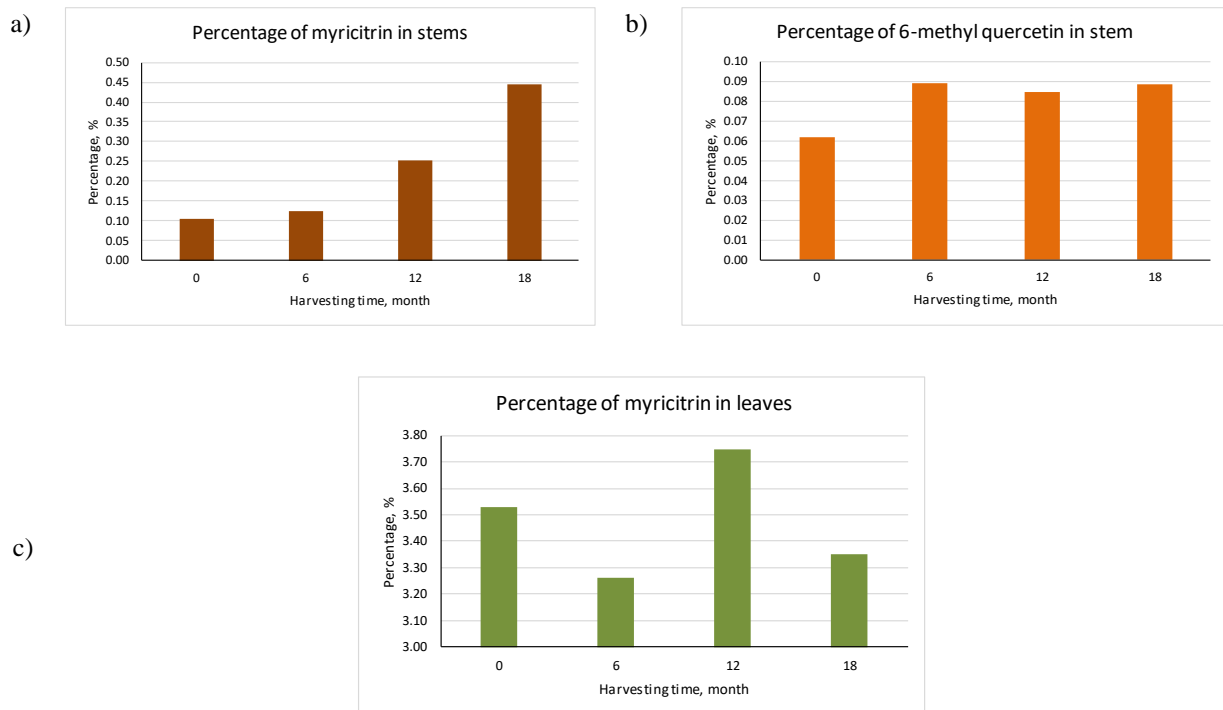 a)
Percentage of myricitrin in stems
0.50
0.45
0.40
0.35
0.30
0.25
0.20
0.15
0.10
0.05
0.00
Percentage, %
0 6 12 18
Harvesting time, month
b)
Percentage of 6-methyl quercetin in stem
0.10
0.09
0.08
0.07
0.06
0.05
0.04
0.03
0.02
0.01
0.00
Percentage, %
0 6 12 18
Harvesting time, month
c)
Percentage of myricitrin in leaves
3.80
3.70
3.60
3.50
3.40
3.30
3.20
3.10
3.00
Percentage, %
0 6 12 18
Harvesting time, month